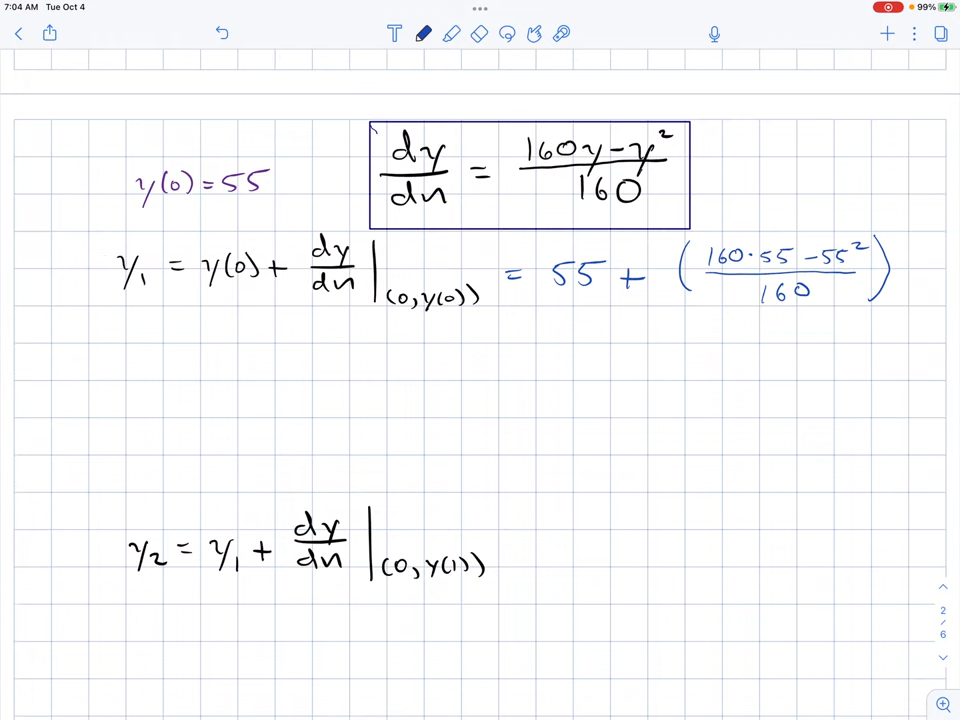 7:04 AM Tue Oct 4 99%
T
dy/dn = (160y - y²)/160
y(0) = 55
y₁ = y(0) + dy/dn |(0, y(0)) = 55 + ((160·55 - 55²)/160)
y₂ = y₁ + dy/dn |(0, y(1))
2
/
6